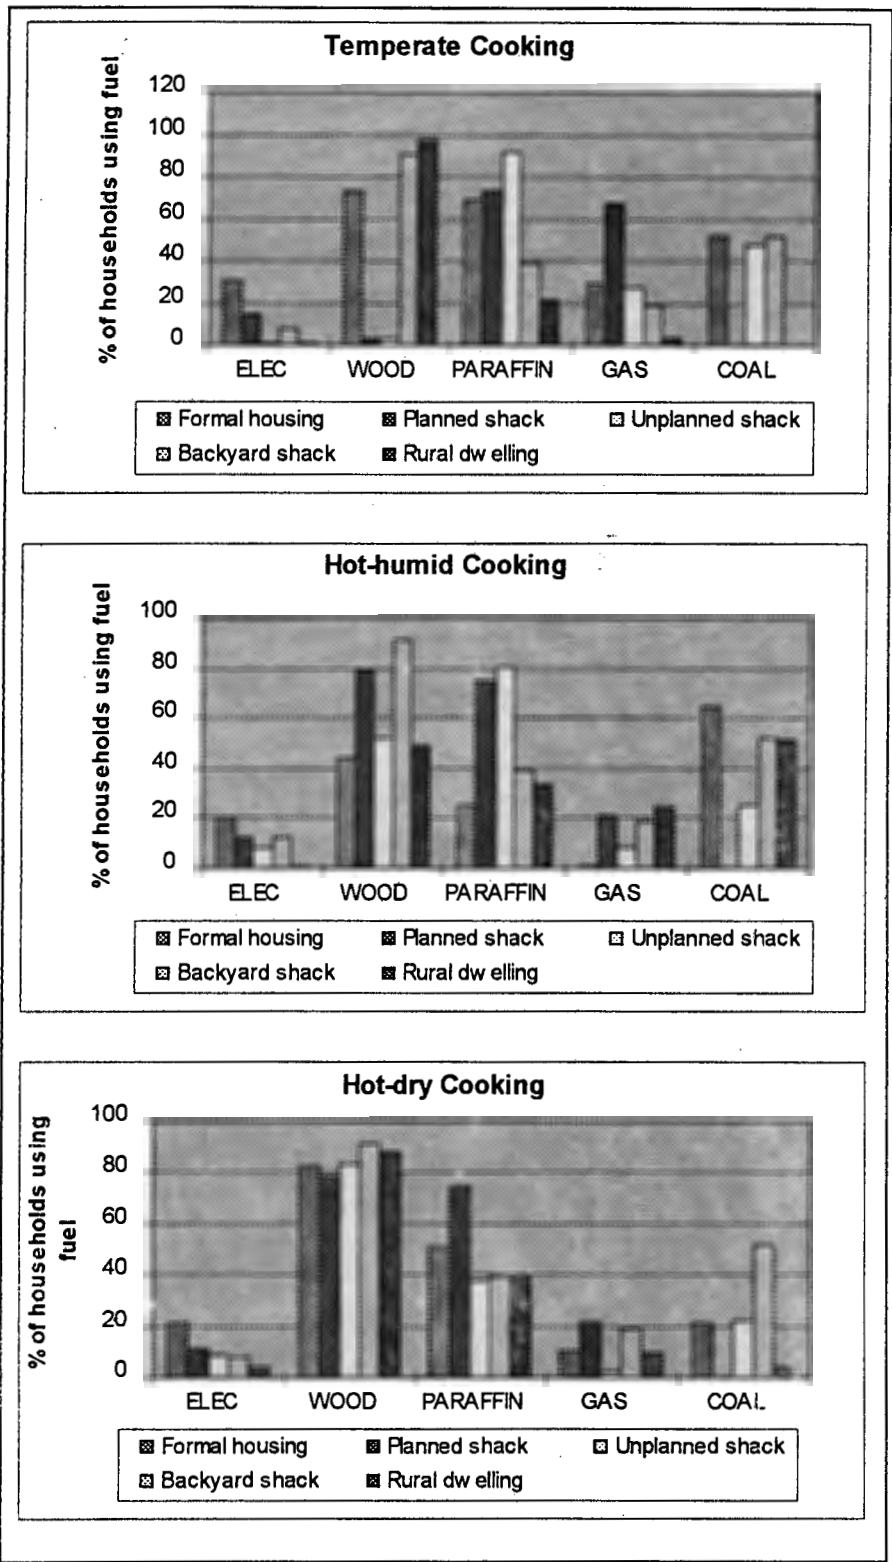 Temperate Cooking
% of households using fuel
120
100
80
60
40
20
0
ELEC WOOD PARAFFIN GAS COAL
Formal housing Planned shack Unplanned shack
Backyard shack Rural dw elling
Hot-humid Cooking
% of households using fuel
100
80
60
40
20
0
ELEC WOOD PARAFFIN GAS COAL
Formal housing Planned shack Unplanned shack
Backyard shack Rural dw elling
Hot-dry Cooking
% of households using
fuel
100
80
60
40
20
0
ELEC WOOD PARAFFIN GAS COAL
Formal housing Planned shack Unplanned shack
Backyard shack Rural dw elling